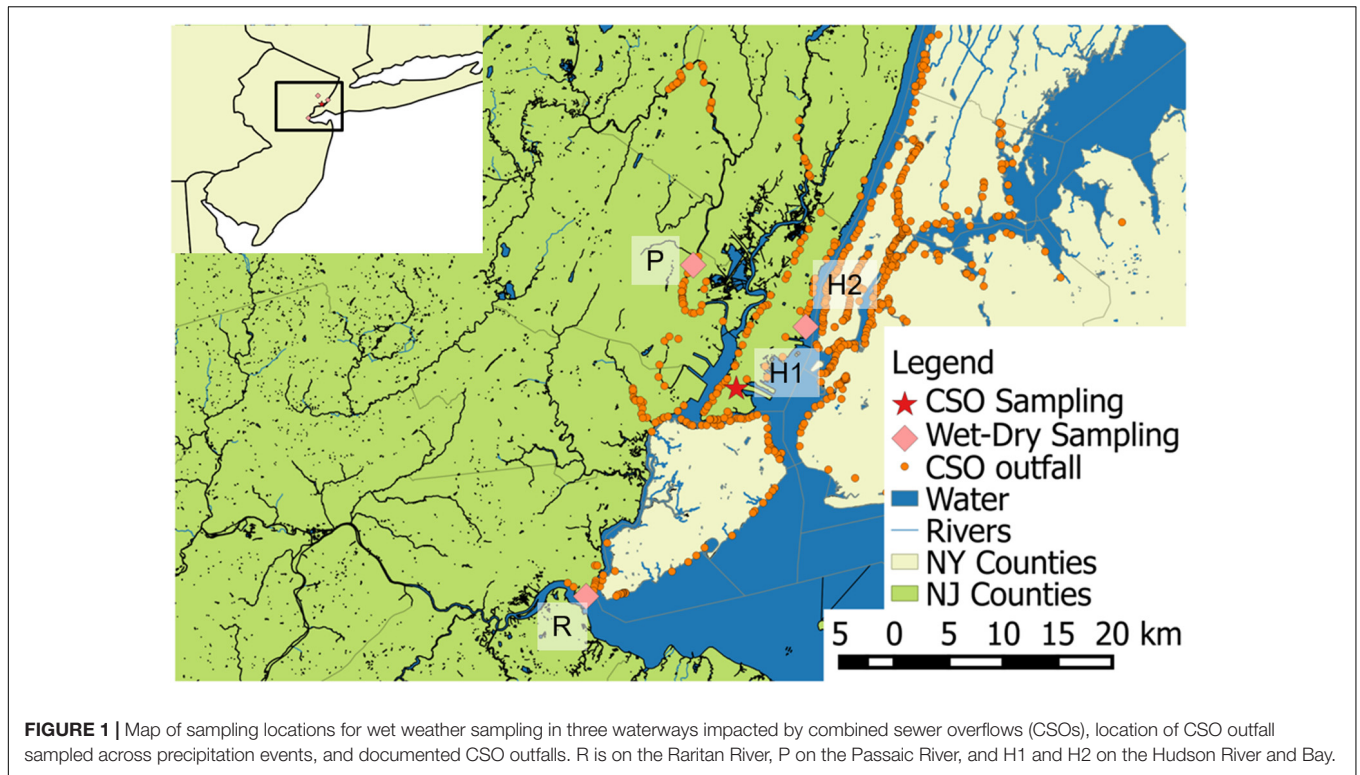 P
H2
H1
R
Legend
CSO Sampling
Wet-Dry Sampling
CSO outfall
Water
Rivers
NY Counties
NJ Counties
5 0 5 10 15 20 km
FIGURE 1 | Map of sampling locations for wet weather sampling in three waterways impacted by combined sewer overflows (CSOs), location of CSO outfall
sampled across precipitation events, and documented CSO outfalls. R is on the Raritan River, P on the Passaic River, and H1 and H2 on the Hudson River and Bay.